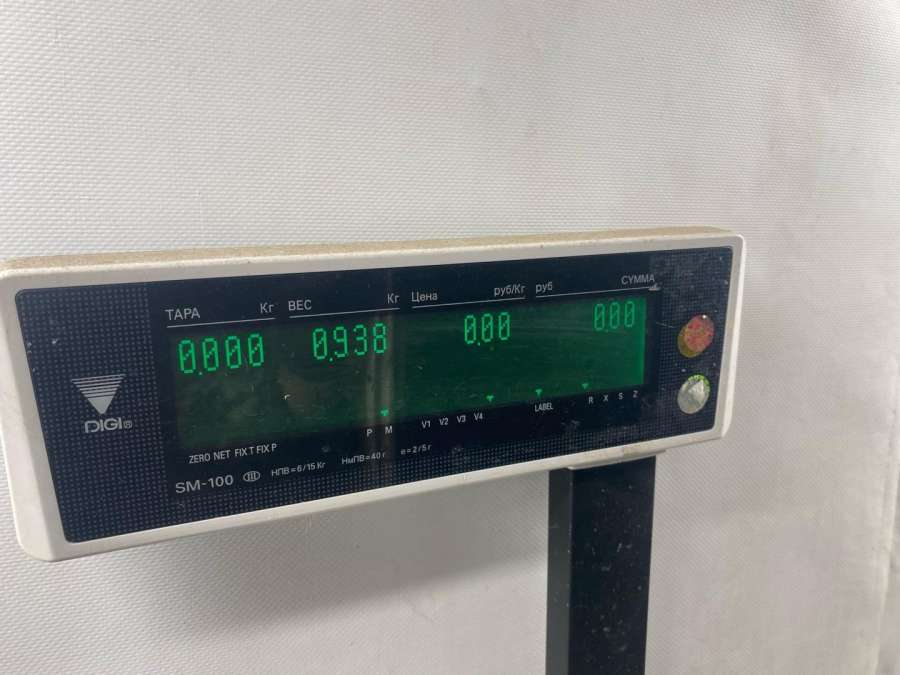 ТАРА Кг ВЕС Кг Цена руб/Кг руб СУММА
0.000 0.938 0.00 0.00
P M V1 V2 V3 V4 LABEL R X S Z
DIGI®
ZERO NET FIX T FIX P
SM-100 III НПВ=6/15 Кг НмПВ=40 г e=2/5 г